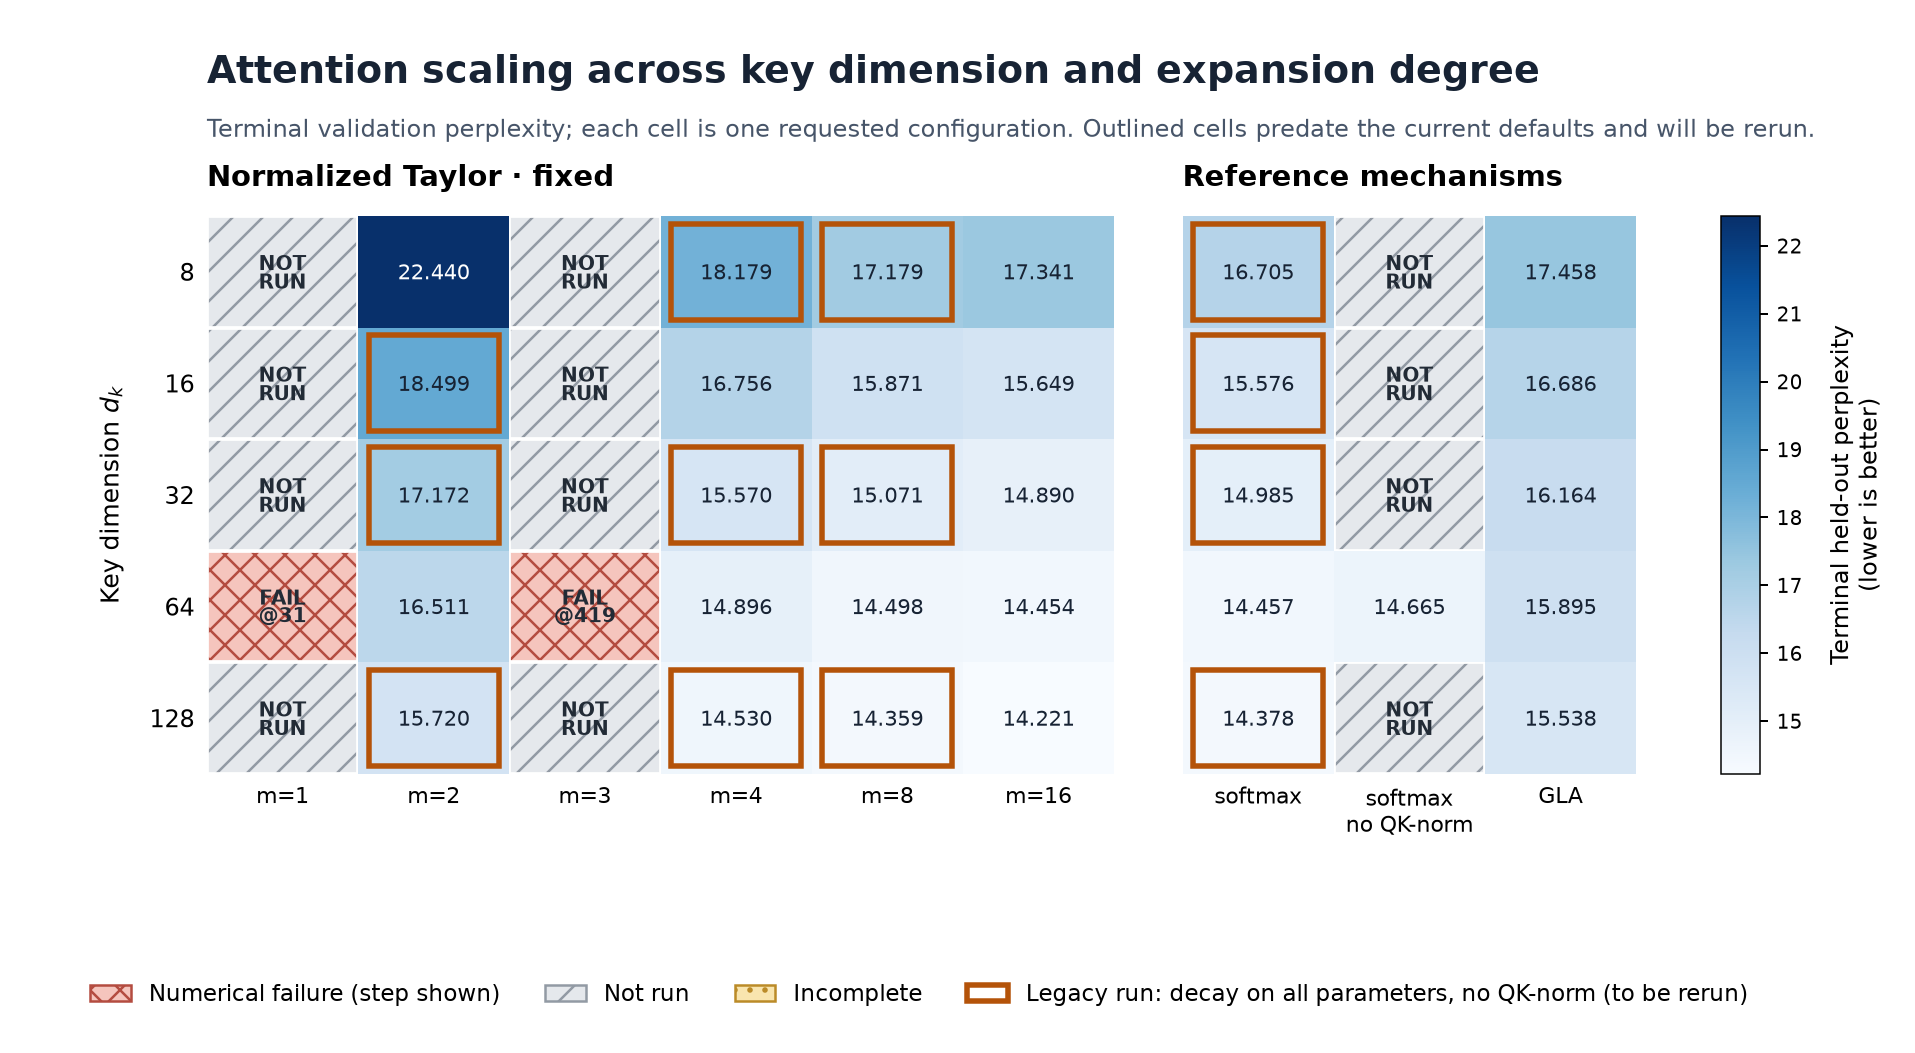 Attention scaling across key dimension and expansion degree
Terminal validation perplexity; each cell is one requested configuration. Outlined cells predate the current defaults and will be rerun.
Normalized Taylor · fixed
Reference mechanisms
Key dimension dk
8
NOT
RUN
22.440
NOT
RUN
18.179
17.179
17.341
16.705
NOT
RUN
17.458
16
NOT
RUN
18.499
NOT
RUN
16.756
15.871
15.649
15.576
NOT
RUN
16.686
32
NOT
RUN
17.172
NOT
RUN
15.570
15.071
14.890
14.985
NOT
RUN
16.164
64
FAIL
@31
16.511
FAIL
@419
14.896
14.498
14.454
14.457
14.665
15.895
128
NOT
RUN
15.720
NOT
RUN
14.530
14.359
14.221
14.378
NOT
RUN
15.538
m=1
m=2
m=3
m=4
m=8
m=16
softmax
softmax
no QK-norm
GLA
22
21
20
19
18
17
16
15
Terminal held-out perplexity
(lower is better)
Numerical failure (step shown)
Not run
Incomplete
Legacy run: decay on all parameters, no QK-norm (to be rerun)